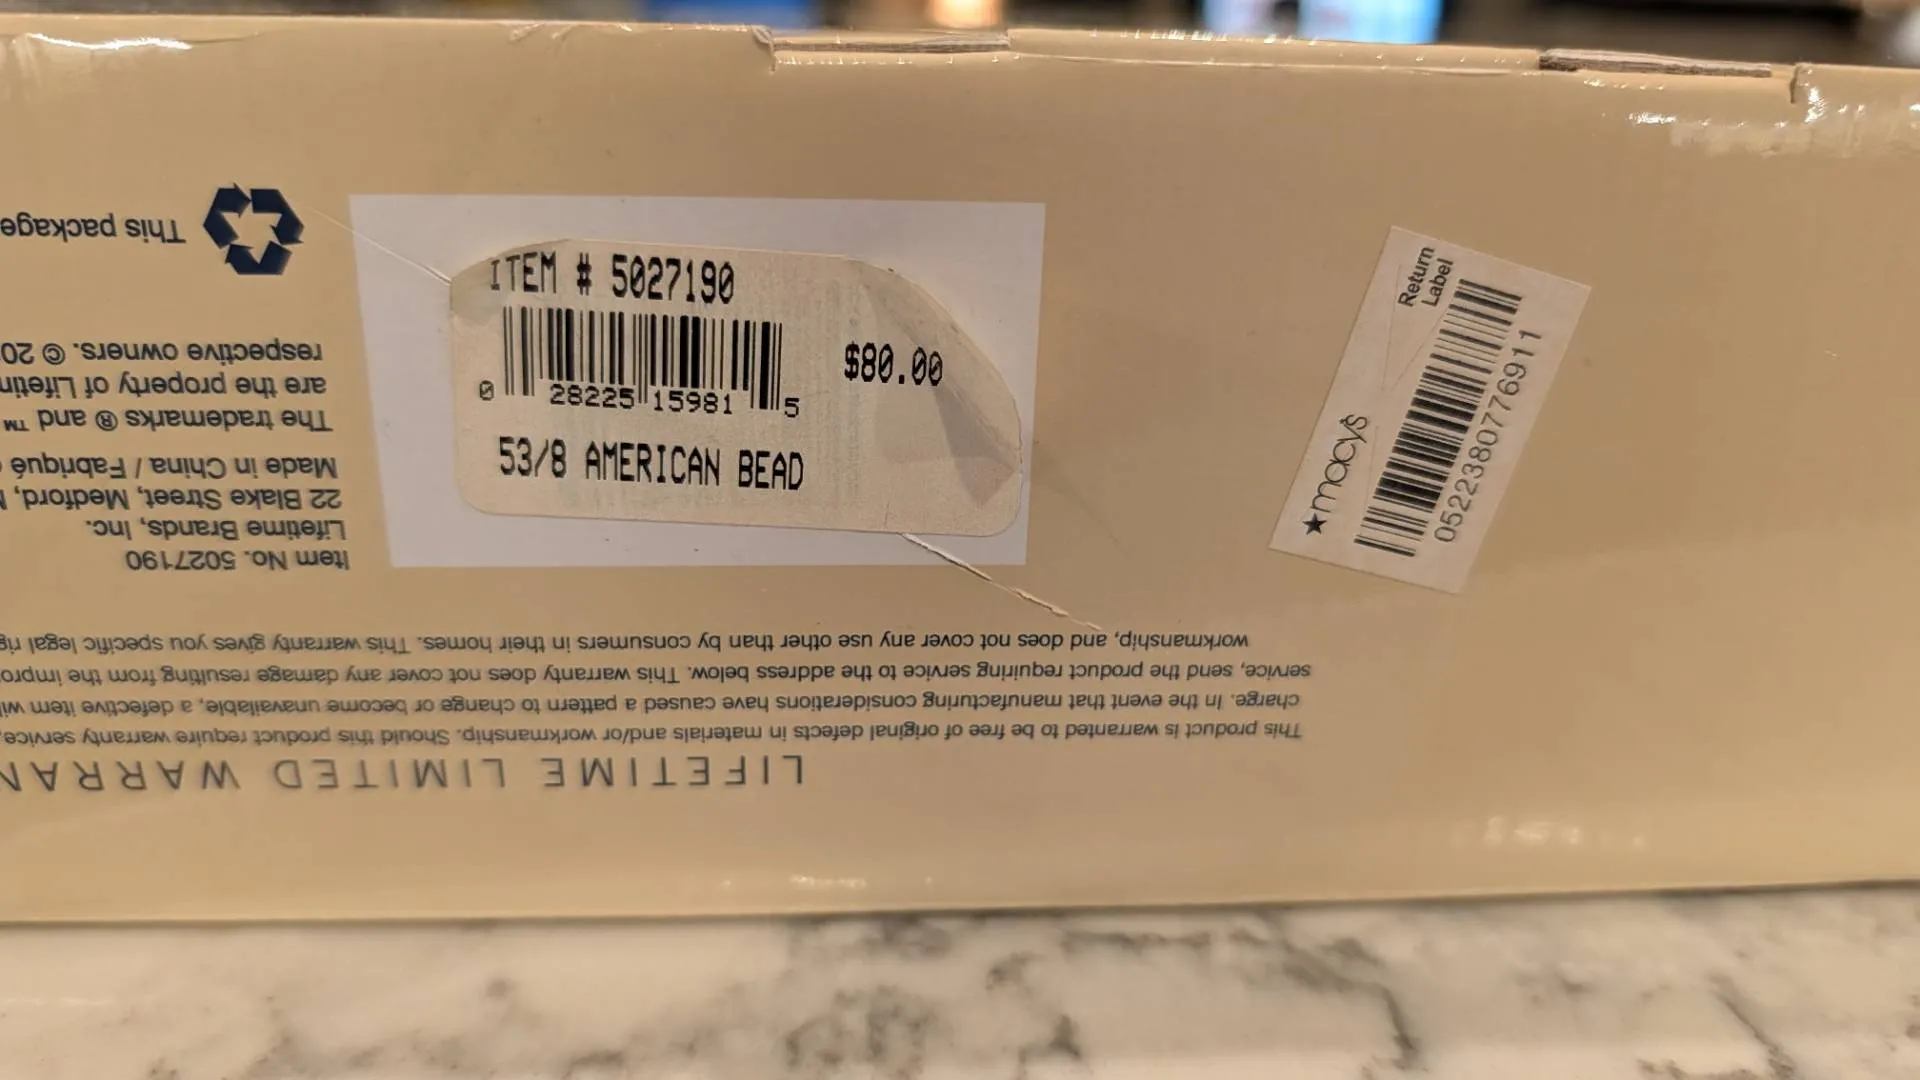 ITEM # 5027190
0 28225 15981 5
$80.00
53/8 AMERICAN BEAD
Return
Label
★macy's
0522380776911
LIFETIME LIMITED
This product is warranted to be free of original defects in materials and/or workmanship. Should this product require warranty service,
charge. In the event that manufacturing considerations have caused a pattern to change or become unavailable, a defective item
service, send the product requiring service to the address below. This warranty does not cover any damage resulting from the
workmanship, and does not cover any use other than by consumers in their homes. This warranty gives you specific legal
Item No. 5027190
Lifetime Brands, Inc.
22 Blake Street, Medford,
Made in China / Fabriqué
The trademarks ® and ™
are the property of
respective owners. ©
This package